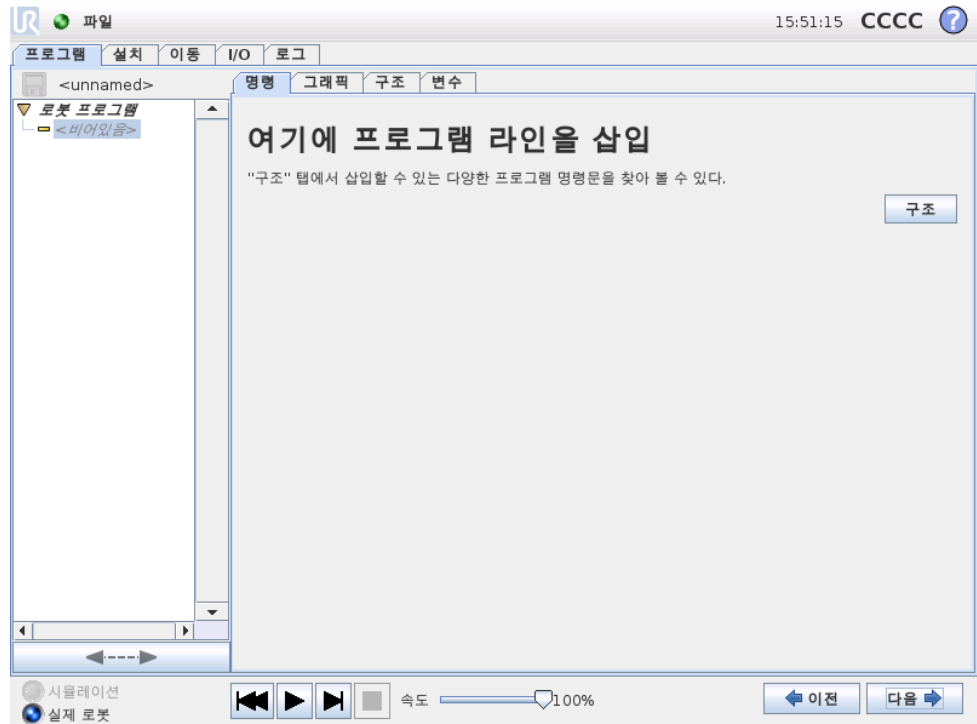 UR 파일 15:51:15 CCCC ?
프로그램 설치 이동 I/O 로그
<unnamed>
명령 그래픽 구조 변수
로봇 프로그램
<비어있음>
여기에 프로그램 라인을 삽입
"구조" 탭에서 삽입할 수 있는 다양한 프로그램 명령문을 찾아 볼 수 있다.
구조
시뮬레이션
실제 로봇
속도 100%
이전 다음